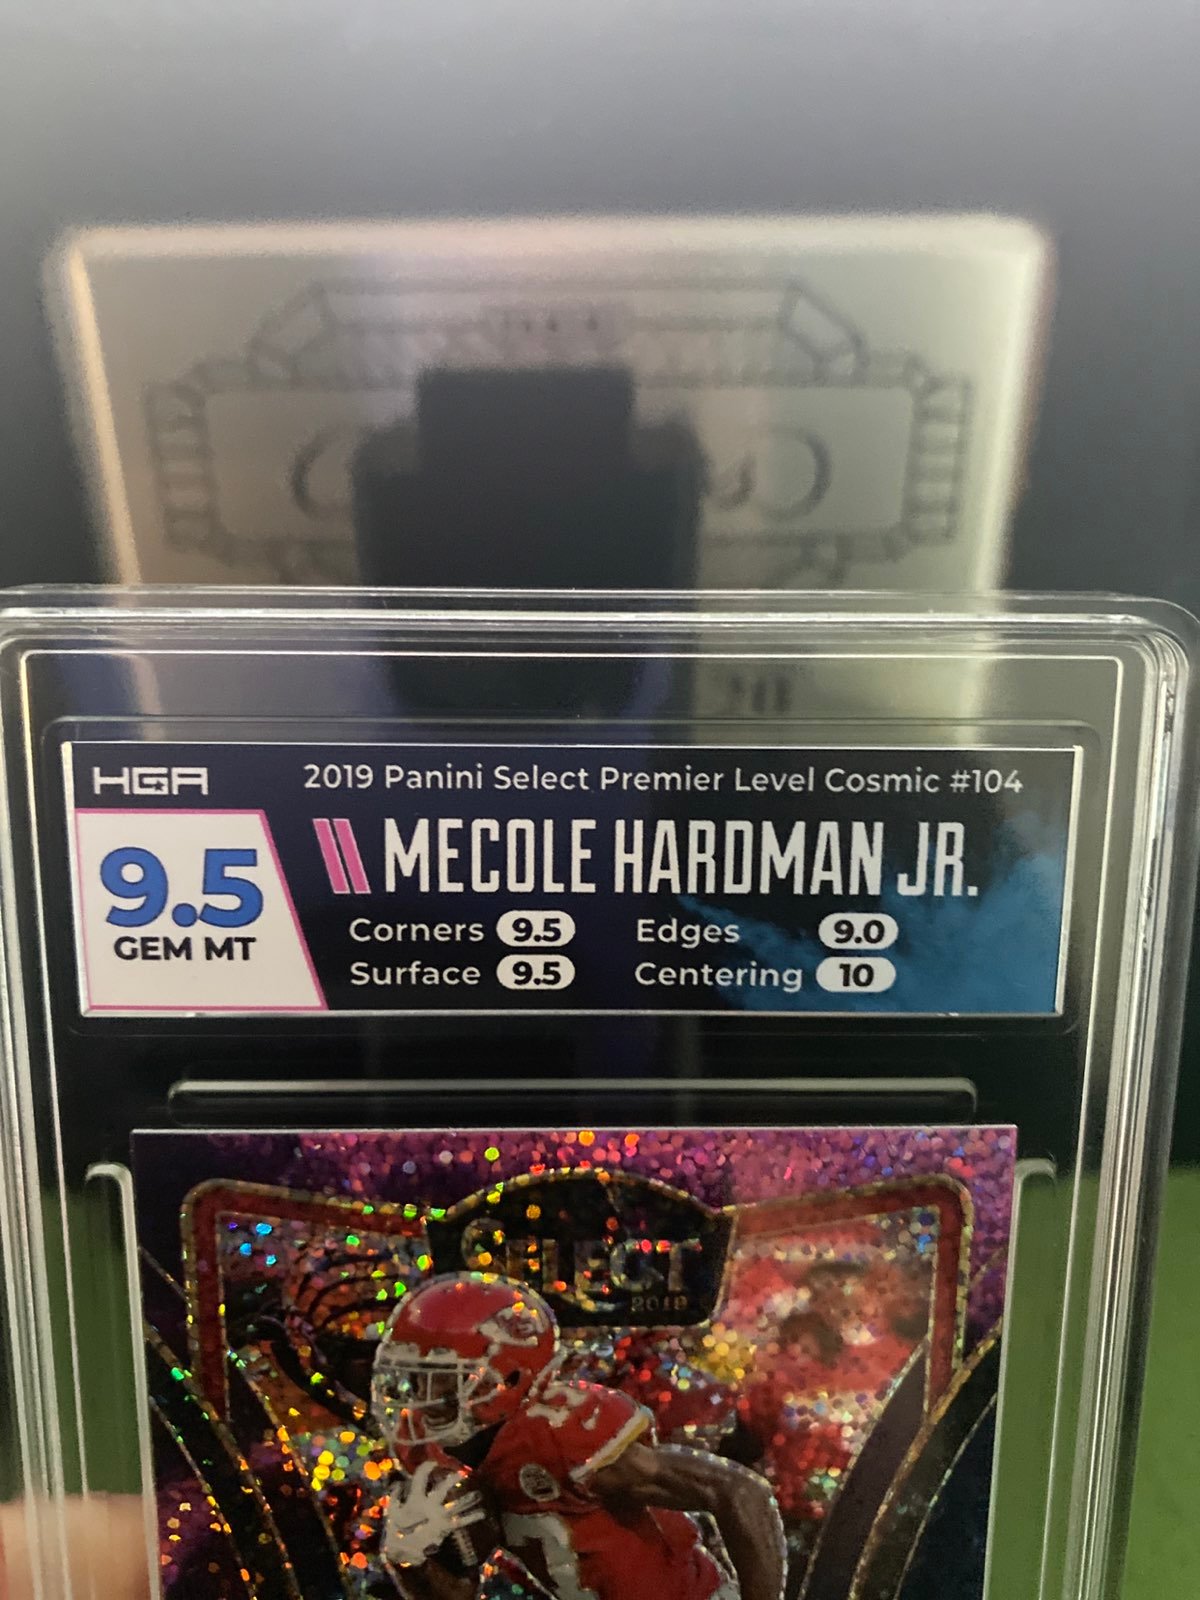 HGA
2019 Panini Select Premier Level Cosmic #104
9.5
GEM MT
MECOLE HARDMAN JR.
Corners 9.5
Edges 9.0
Surface 9.5
Centering 10
SELECT
2019